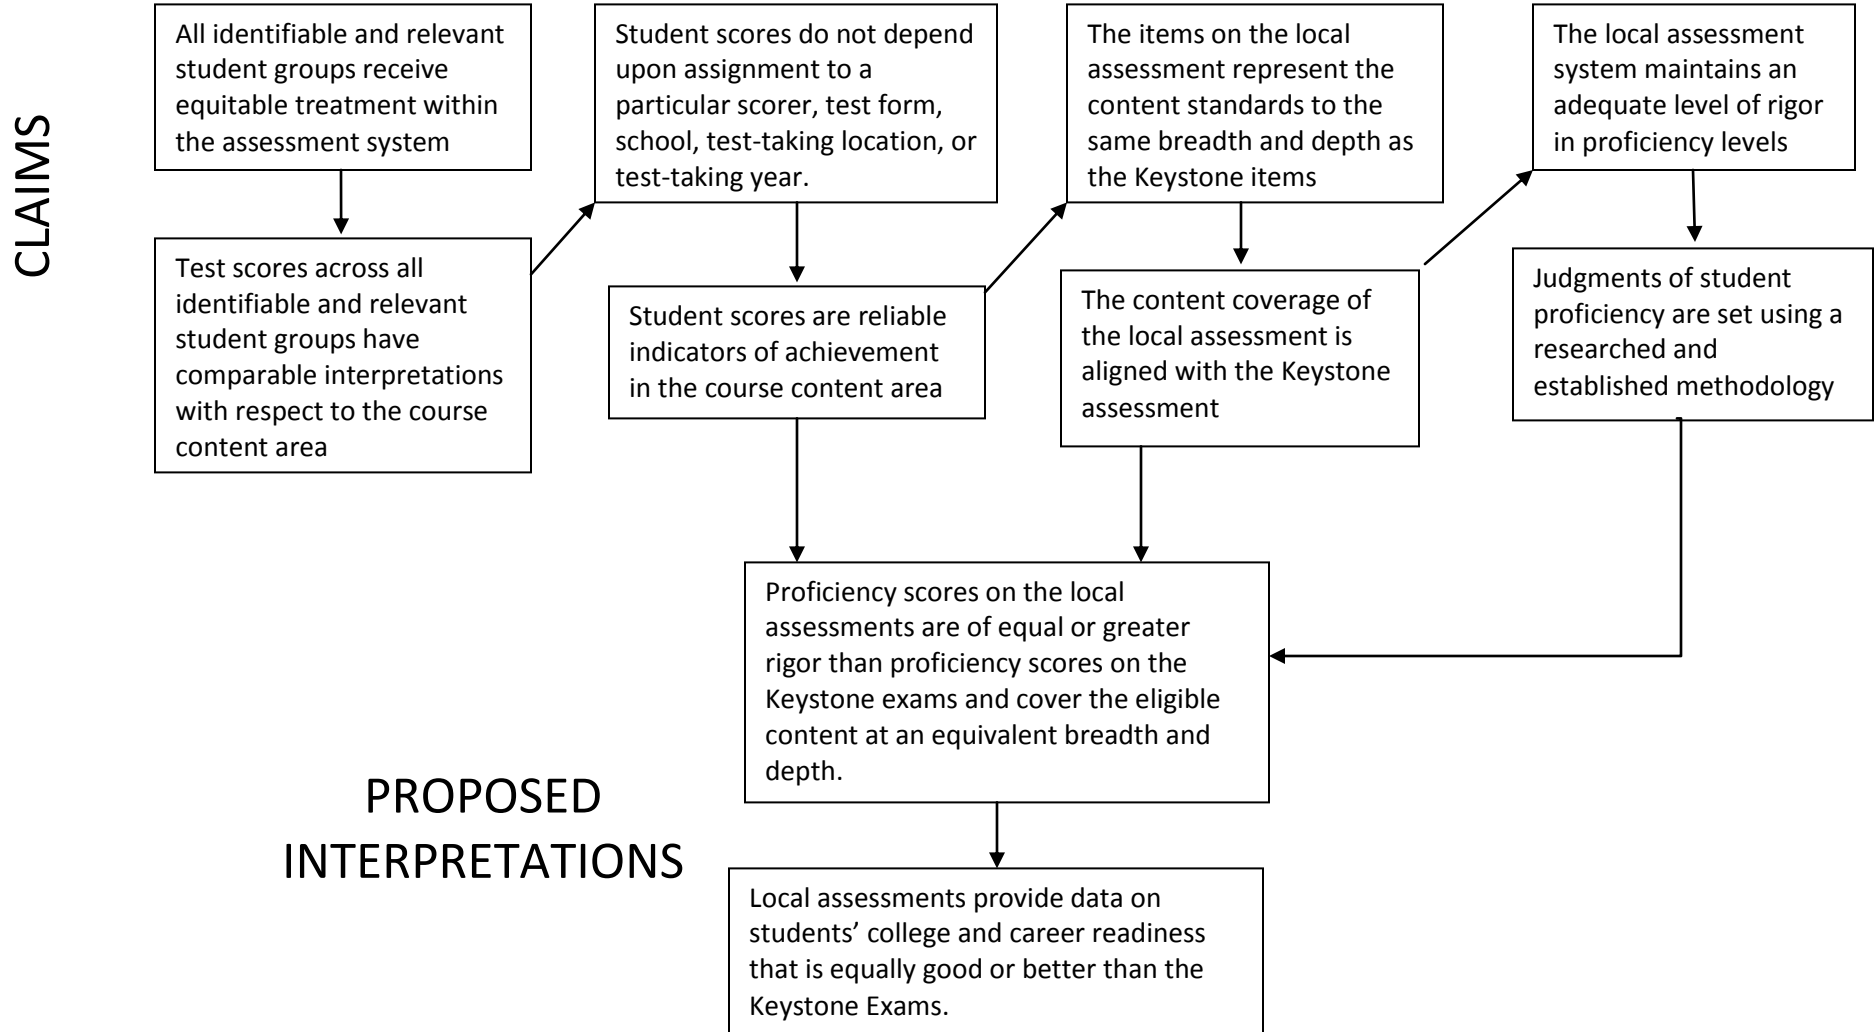 CLAIMS
All identifiable and relevant
student groups receive
equitable treatment within
the assessment system
Test scores across all
identifiable and relevant
student groups have
comparable interpretations
with respect to the course
content area
Student scores do not depend
upon assignment to a
particular scorer, test form,
school, test-taking location, or
test-taking year.
Student scores are reliable
indicators of achievement
in the course content area
The items on the local
assessment represent the
content standards to the
same breadth and depth as
the Keystone items
The content coverage of
the local assessment is
aligned with the Keystone
assessment
The local assessment
system maintains an
adequate level of rigor
in proficiency levels
Judgments of student
proficiency are set using a
researched and
established methodology
Proficiency scores on the local
assessments are of equal or greater
rigor than proficiency scores on the
Keystone exams and cover the eligible
content at an equivalent breadth and
depth.
PROPOSED
INTERPRETATIONS
Local assessments provide data on
students’ college and career readiness
that is equally good or better than the
Keystone Exams.